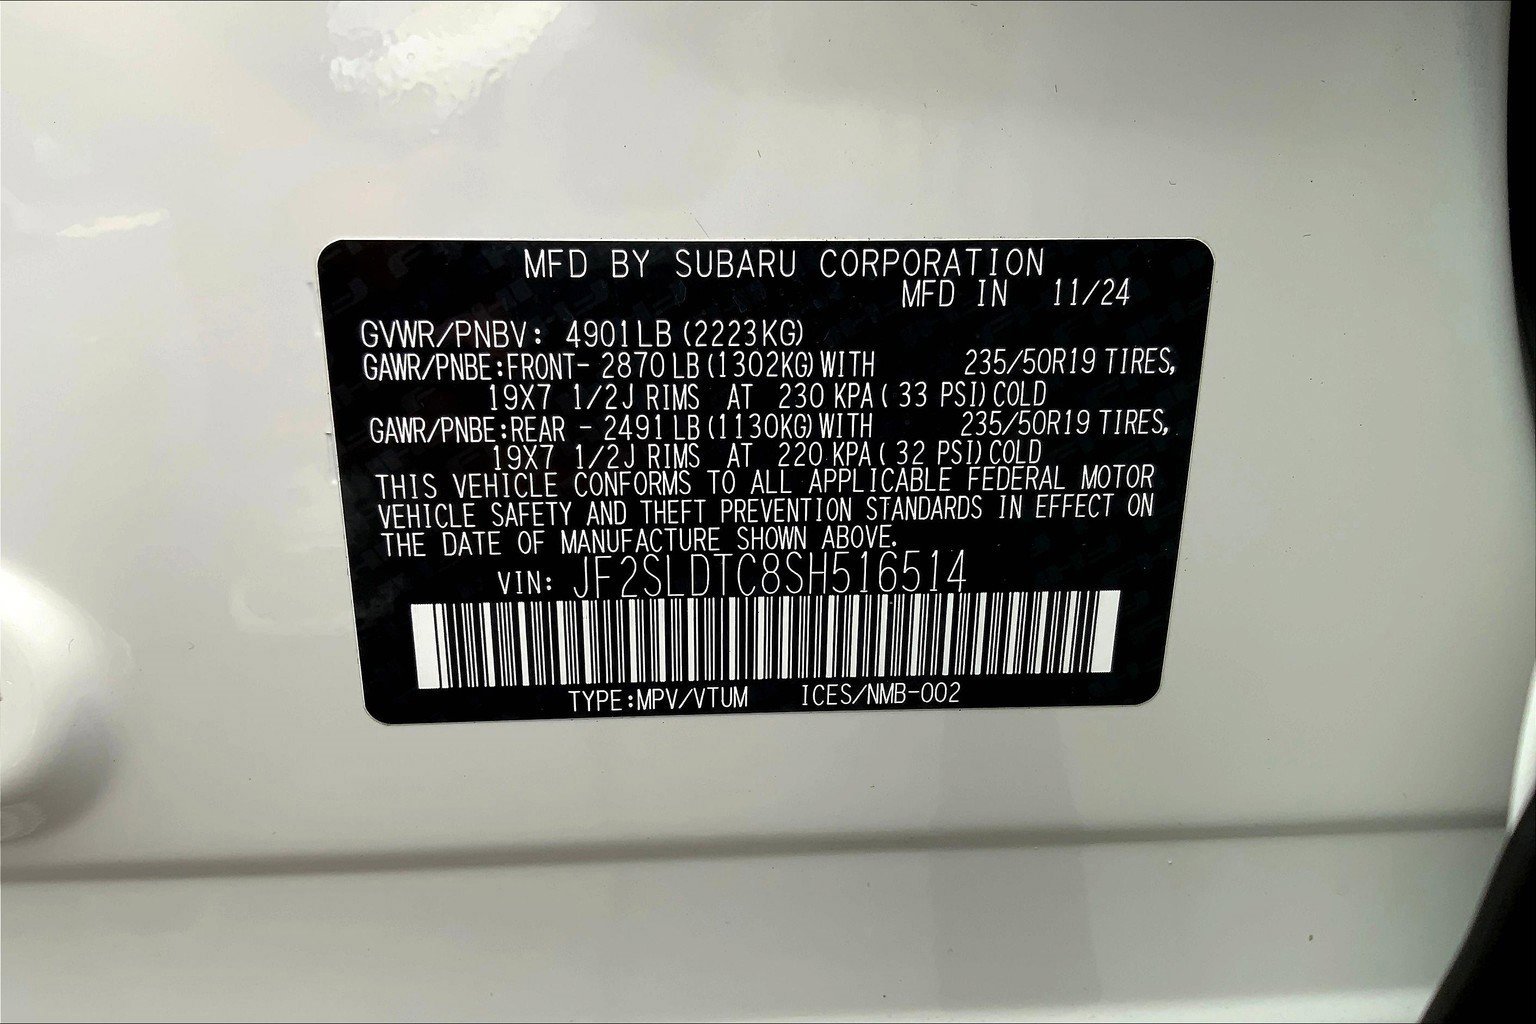 MFD BY SUBARU CORPORATION
MFD IN 11/24
GVWR/PNBV: 4901LB (2223KG)
GAWR/PNBE:FRONT- 2870LB (1302KG) WITH 235/50R19 TIRES,
19X7 1/2J RIMS AT 230 KPA( 33 PSI) COLD
GAWR/PNBE:REAR - 2491LB (1130KG) WITH 235/50R19 TIRES,
19X7 1/2J RIMS AT 220 KPA( 32 PSI) COLD
THIS VEHICLE CONFORMS TO ALL APPLICABLE FEDERAL MOTOR
VEHICLE SAFETY AND THEFT PREVENTION STANDARDS IN EFFECT ON
THE DATE OF MANUFACTURE SHOWN ABOVE.
VIN: JF2SLDTC8SH516514
TYPE:MPV/VTUM ICES/NMB-002